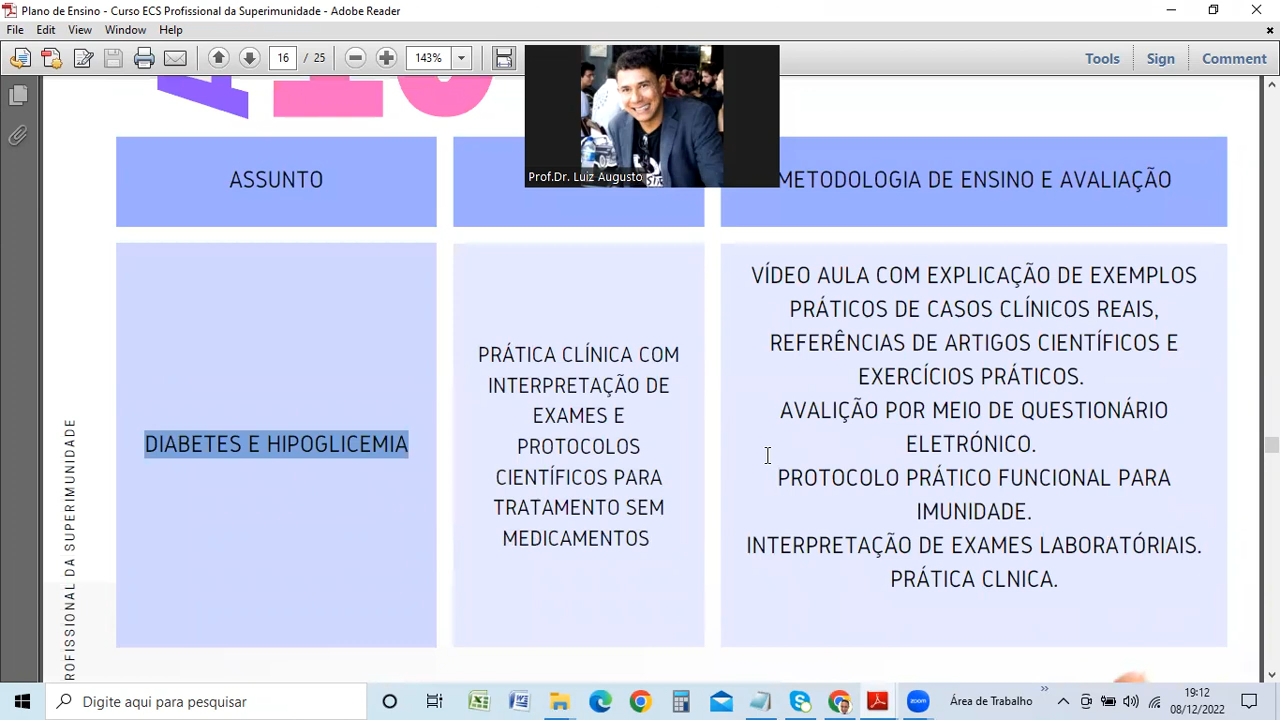 Plano de Ensino - Curso ECS Profissional da Superimunidade - Adobe Reader
File Edit View Window Help
16 / 25 143% Tools Sign Comment
Prof.Dr. Luiz Augusto
ASSUNTO
METODOLOGIA DE ENSINO E AVALIAÇÃO
DIABETES E HIPOGLICEMIA
PRÁTICA CLÍNICA COM
INTERPRETAÇÃO DE
EXAMES E
PROTOCOLOS
CIENTÍFICOS PARA
TRATAMENTO SEM
MEDICAMENTOS
VÍDEO AULA COM EXPLICAÇÃO DE EXEMPLOS
PRÁTICOS DE CASOS CLÍNICOS REAIS,
REFERÊNCIAS DE ARTIGOS CIENTÍFICOS E
EXERCÍCIOS PRÁTICOS.
AVALIÇÃO POR MEIO DE QUESTIONÁRIO
ELETRÓNICO.
PROTOCOLO PRÁTICO FUNCIONAL PARA
IMUNIDADE.
INTERPRETAÇÃO DE EXAMES LABORATÓRIAIS.
PRÁTICA CLNICA.
ROFISSIONAL DA SUPERIMUNIDADE
Digite aqui para pesquisar
Área de Trabalho
19:12
08/12/2022